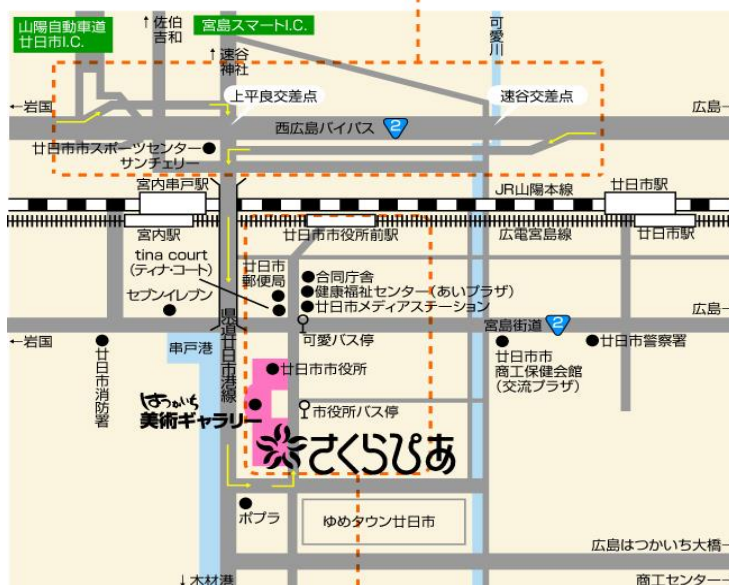 山陽自動車道
廿日市I.C.
↑佐伯
吉和
宮島スマートI.C.
↑速谷
神社
可愛川
上平良交差点
速谷交差点
←岩国
広島→
西広島バイパス
2
廿日市市スポーツセンター
サンチェリー
宮内串戸駅
JR山陽本線
廿日市駅
宮内駅
廿日市市役所前駅
広電宮島線
廿日市駅
tina court
(ティナ・コート)
廿日市
郵便局
合同庁舎
健康福祉センター(あいプラザ)
廿日市メディアステーション
セブンイレブン
県道廿日市港線
宮島街道
2
広島→
←岩国
串戸港
可愛バス停
廿日市消防署
廿日市市
商工保健会館
(交流プラザ)
廿日市警察署
廿日市市役所
はつかいち
美術ギャラリー
市役所バス停
さくらぴあ
ポプラ
ゆめタウン廿日市
広島はつかいち大橋→
↓木材港
商工センター→